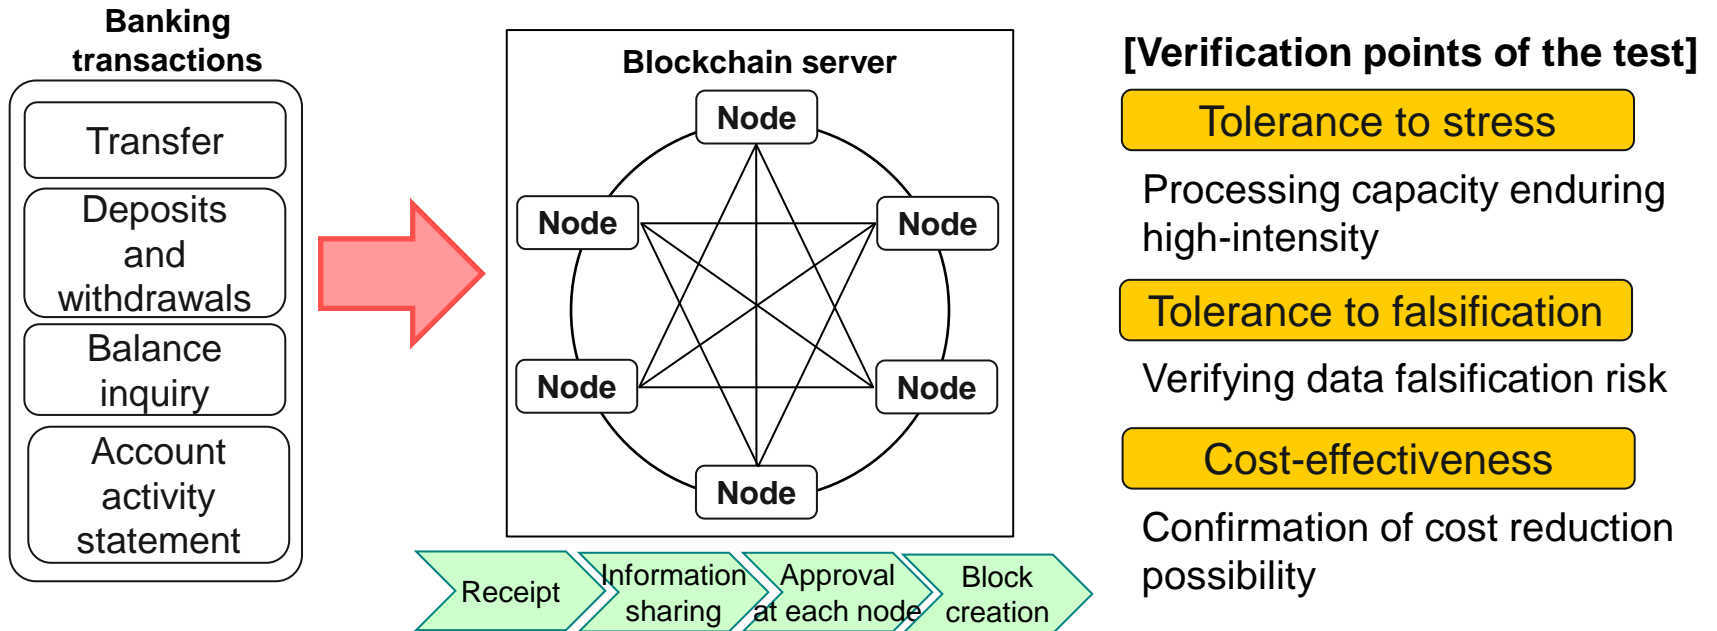 Banking
transactions
Transfer
Deposits
and
withdrawals
Balance
inquiry
Account
activity
statement
Blockchain server
Node
Node
Node
Node
Node
Node
Receipt
Information
sharing
Approval
at each node
Block
creation
[Verification points of the test]
Tolerance to stress
Processing capacity enduring
high-intensity
Tolerance to falsification
Verifying data falsification risk
Cost-effectiveness
Confirmation of cost reduction
possibility